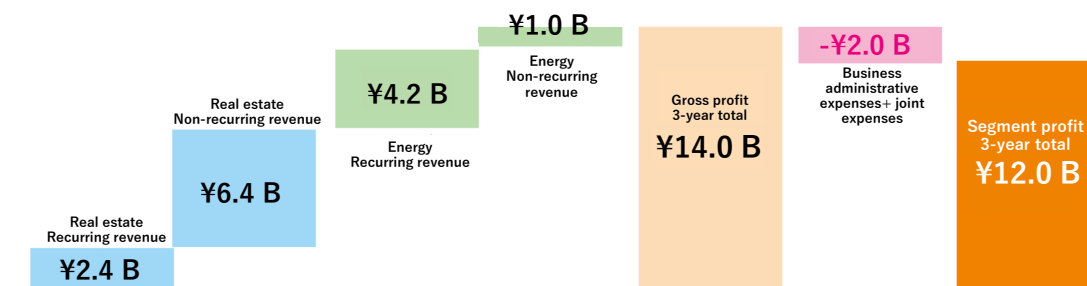 Real estate
Recurring revenue
¥2.4 B
Real estate
Non-recurring revenue
¥6.4 B
¥4.2 B
Energy
Recurring revenue
¥1.0 B
Energy
Non-recurring
revenue
Gross profit
3-year total
¥14.0 B
-¥2.0 B
Business
administrative
expenses+ joint
expenses
Segment profit
3-year total
¥12.0 B